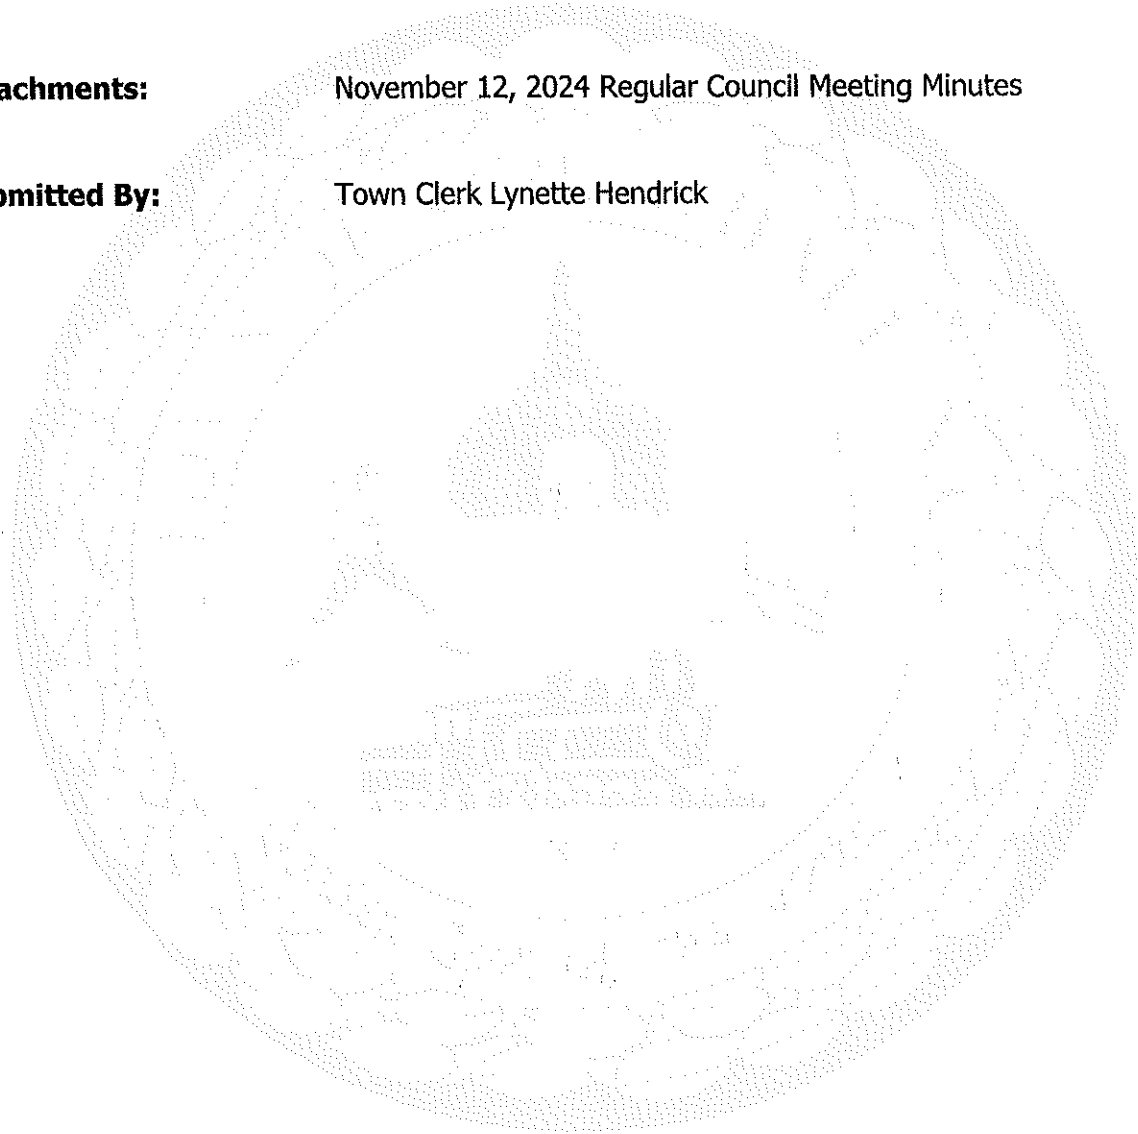 achments: November 12, 2024 Regular Council Meeting Minutes
omitted By: Town Clerk Lynette Hendrick